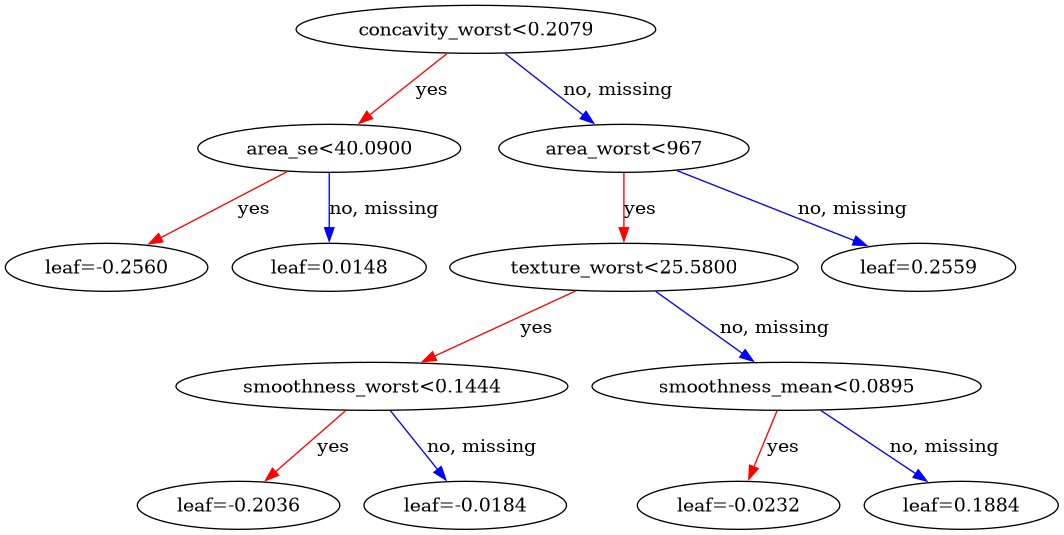 concavity_worst<0.2079
yes
no, missing
area_se<40.0900
area_worst<967
yes
no, missing
yes
no, missing
leaf=-0.2560
leaf=0.0148
texture_worst<25.5800
leaf=0.2559
yes
no, missing
smoothness_worst<0.1444
smoothness_mean<0.0895
yes
no, missing
yes
no, missing
leaf=-0.2036
leaf=-0.0184
leaf=-0.0232
leaf=0.1884